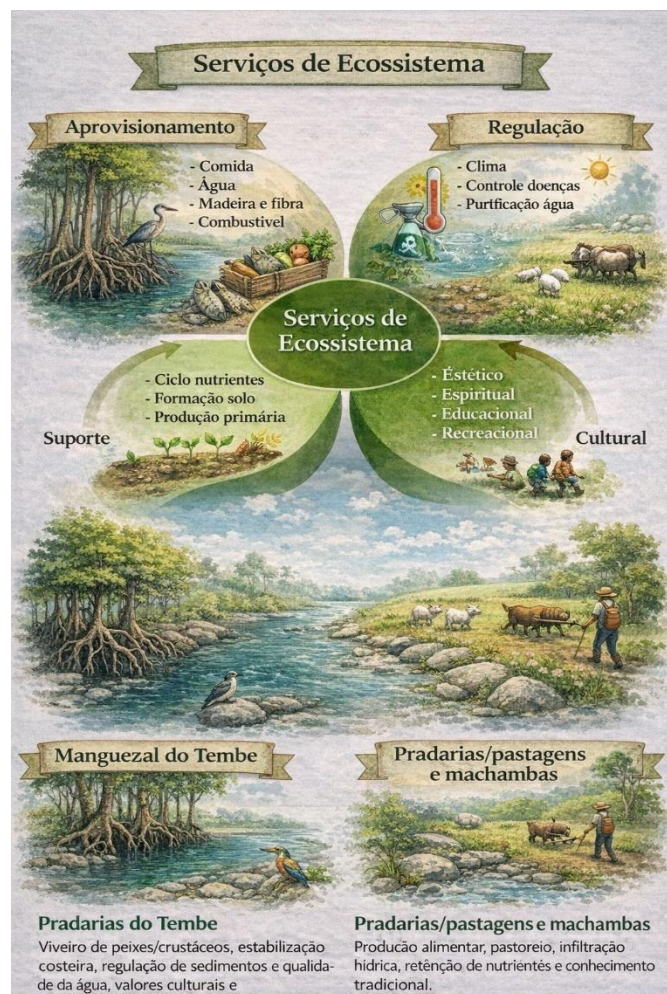 Serviços de Ecossistema
Aprovisionamento
- Comida
- Água
- Madeira e fibra
- Combustivel
Regulação
- Clima
- Controle doenças
- Purtficação água
Serviços de
Ecossistema
- Ciclo nutrientes
- Formação solo
- Produção primária
Suporte
- Éstético
- Espiritual
- Educacional
- Recreacional
Cultural
Manguezal do Tembe
Pradarias/pastagens
e machambas
Pradarias do Tembe
Viveiro de peixes/crustáceos, estabilização
costeira, regulação de sedimentos e qualida-
de da água, valores culturais e
Pradarias/pastagens e machambas
Producão alimentar, pastoreio, infiltração
hídrica, retenção de nutrientés e conhecimento
tradicional.